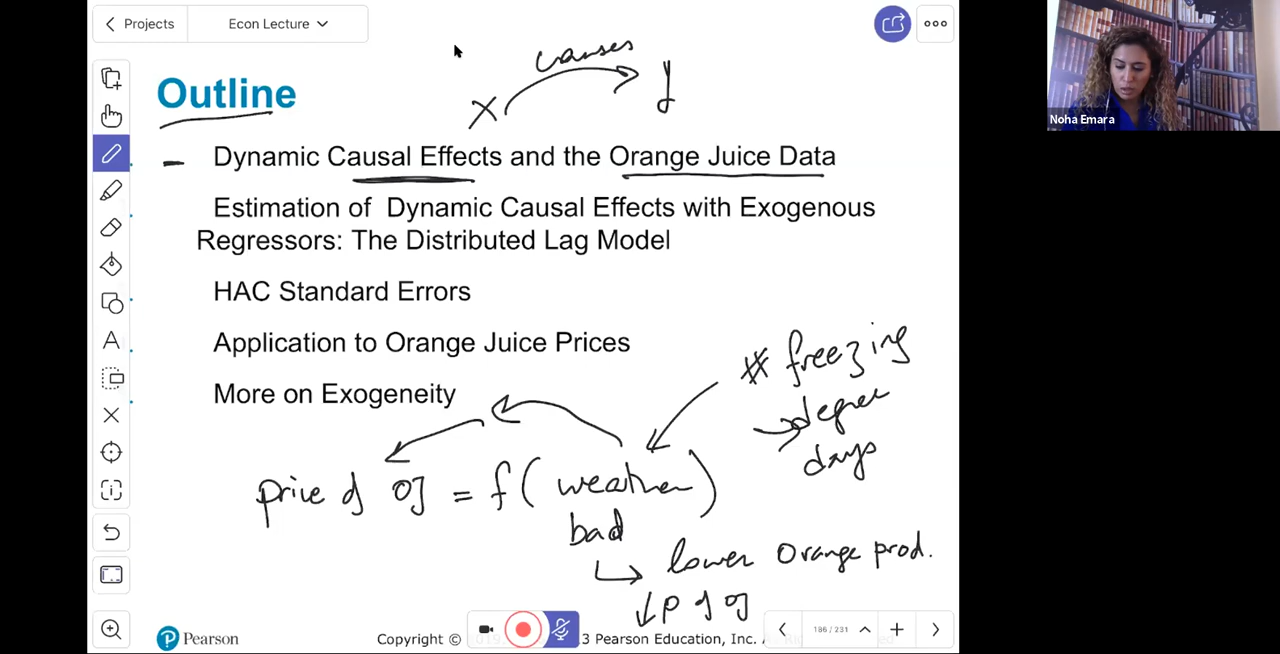 Projects
Econ Lecture
Noha Emara
Outline
x causes y
Dynamic Causal Effects and the Orange Juice Data
Estimation of Dynamic Causal Effects with Exogenous
Regressors: The Distributed Lag Model
HAC Standard Errors
Application to Orange Juice Prices
More on Exogeneity
# freezing
degree
days
price of OJ = f(weather)
bad
lower Orange prod.
↓ P of OJ
Pearson
Copyright ©
3 Pearson Education, Inc.
186 / 231